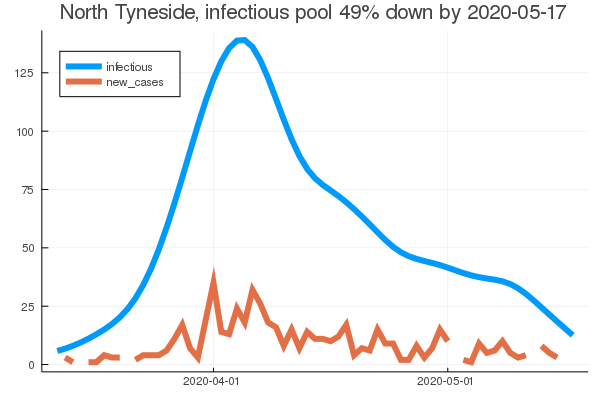 North Tyneside, infectious pool 49% down by 2020-05-17
infectious
new_cases
125
100
75
50
25
0
2020-04-01
2020-05-01